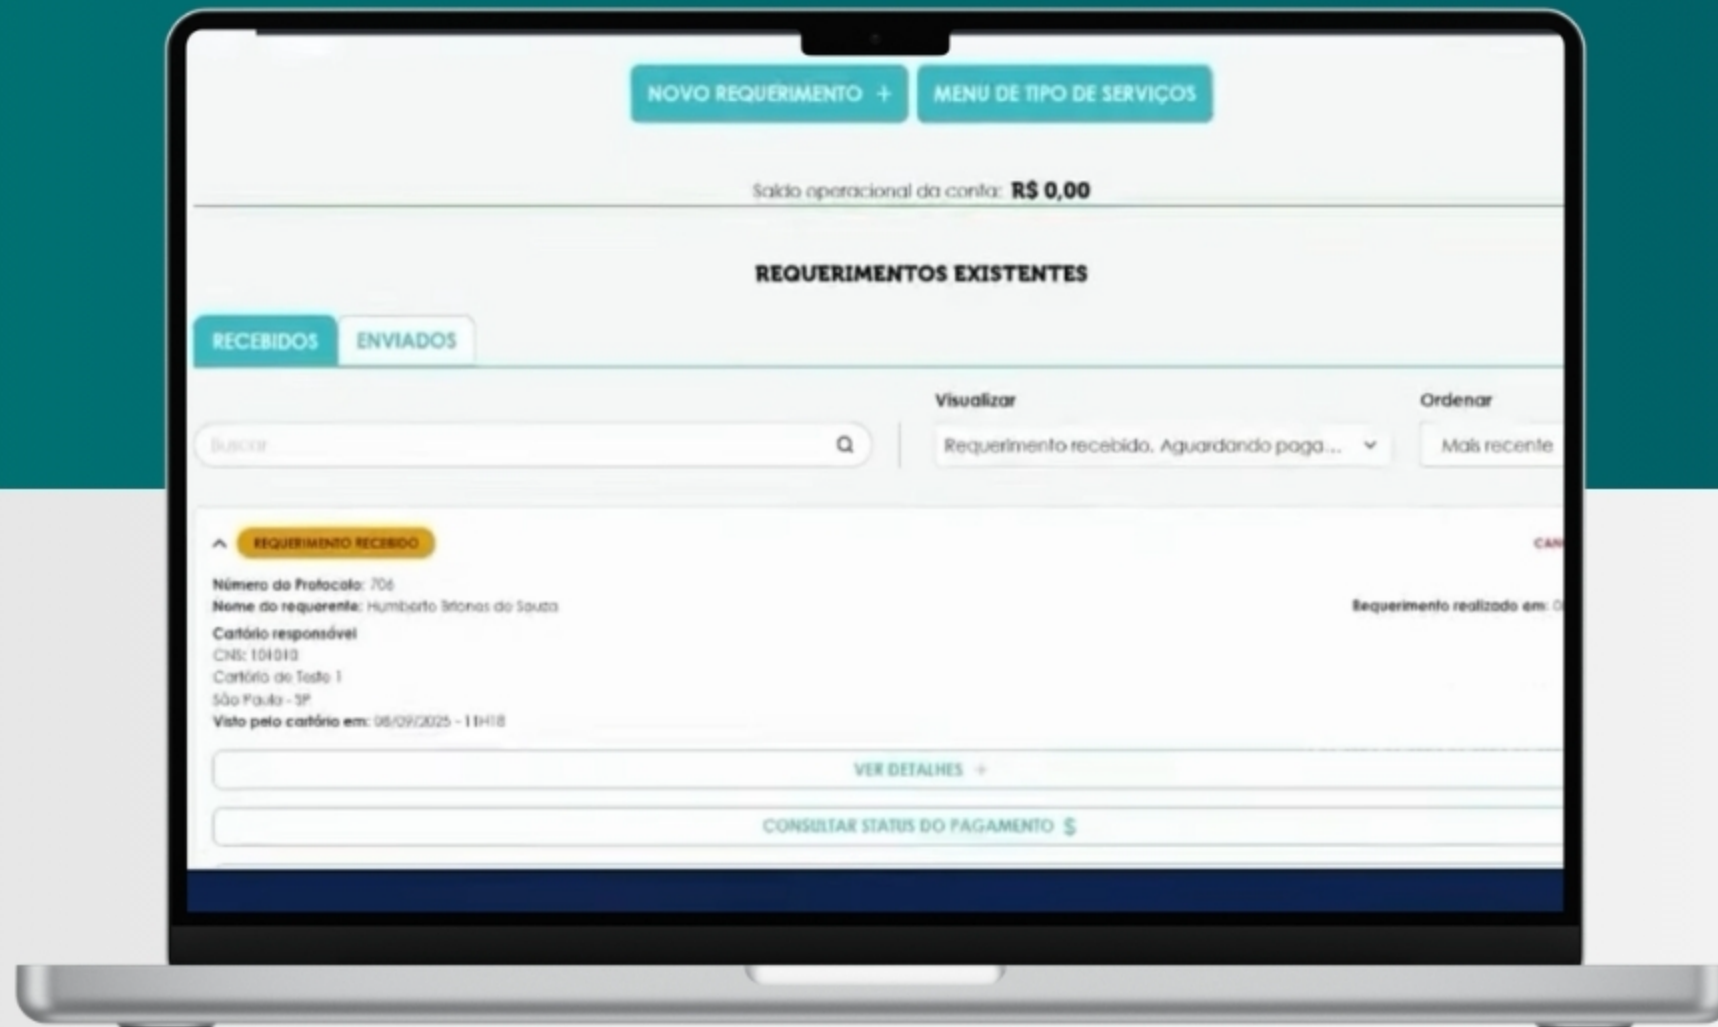 NOVO REQUERIMENTO + MENU DE TIPO DE SERVIÇOS
Saldo operacional da conta: R$ 0,00
REQUERIMENTOS EXISTENTES
RECEBIDOS ENVIADOS
Visualizar Ordenar
Buscar Requerimento recebido. Aguardando paga... Mais recente
REQUERIMENTO RECEBIDO
Número do Protocolo: 706
Nome do requerente: Humberto de Souza Requerimento realizado em:
Cartório responsável
CNS: 101010
Cartório de Teste 1
São Paulo - SP
Visto pelo cartório em: 08/09/2025 - 11H18
VER DETALHES +
CONSULTAR STATUS DO PAGAMENTO $